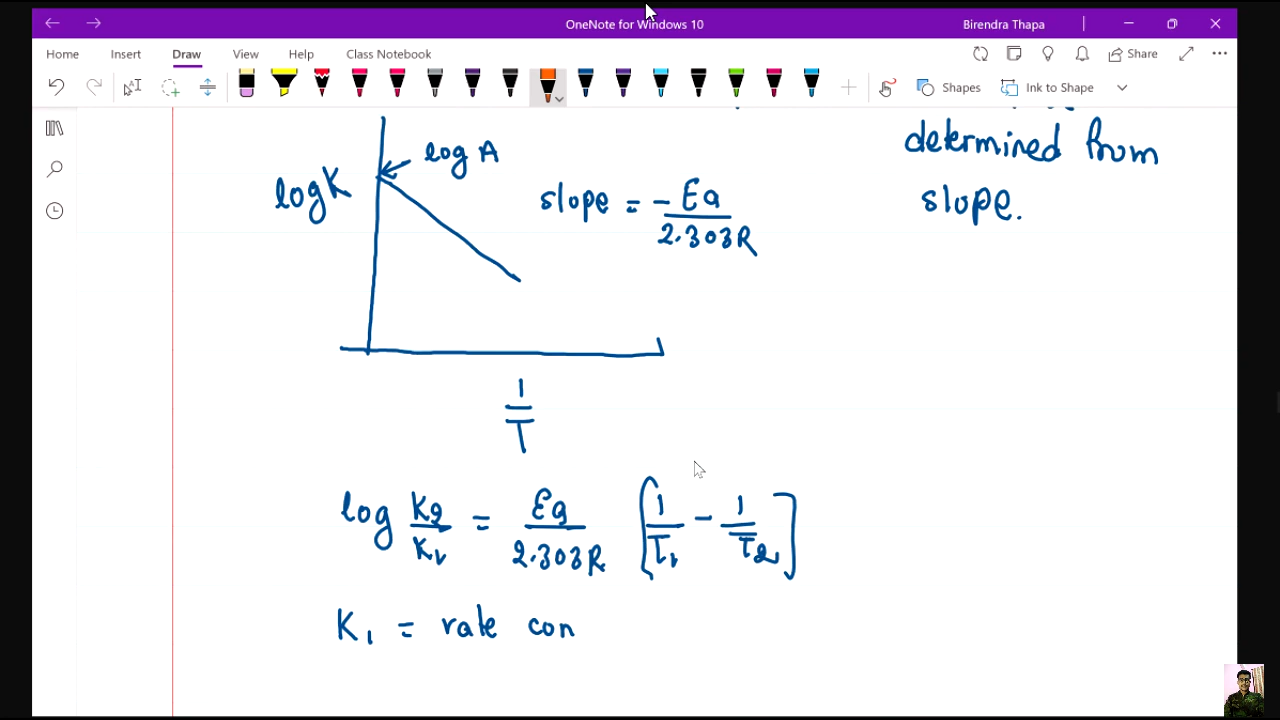 OneNote for Windows 10
Birendra Thapa
Home Insert Draw View Help Class Notebook
Share
Shapes
Ink to Shape
determined from
slope.
log A
log K
slope = - Ea / 2.303R
1 / T
log K2 / K1 = Ea / 2.303R [ 1 / T1 - 1 / T2 ]
K1 = rate con